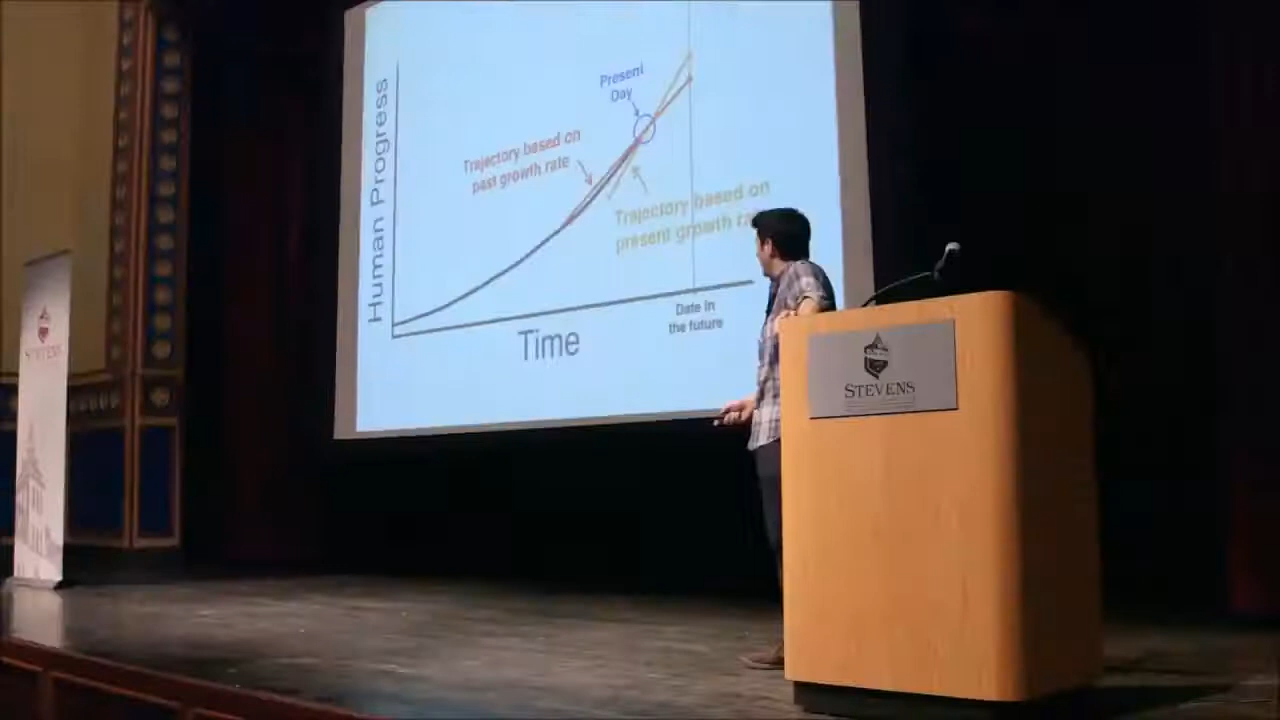 Human Progress
Present
Day
Trajectory based on
past growth rate
Trajectory based on
present growth
Date in
the future
Time
STEVENS
STEVENS